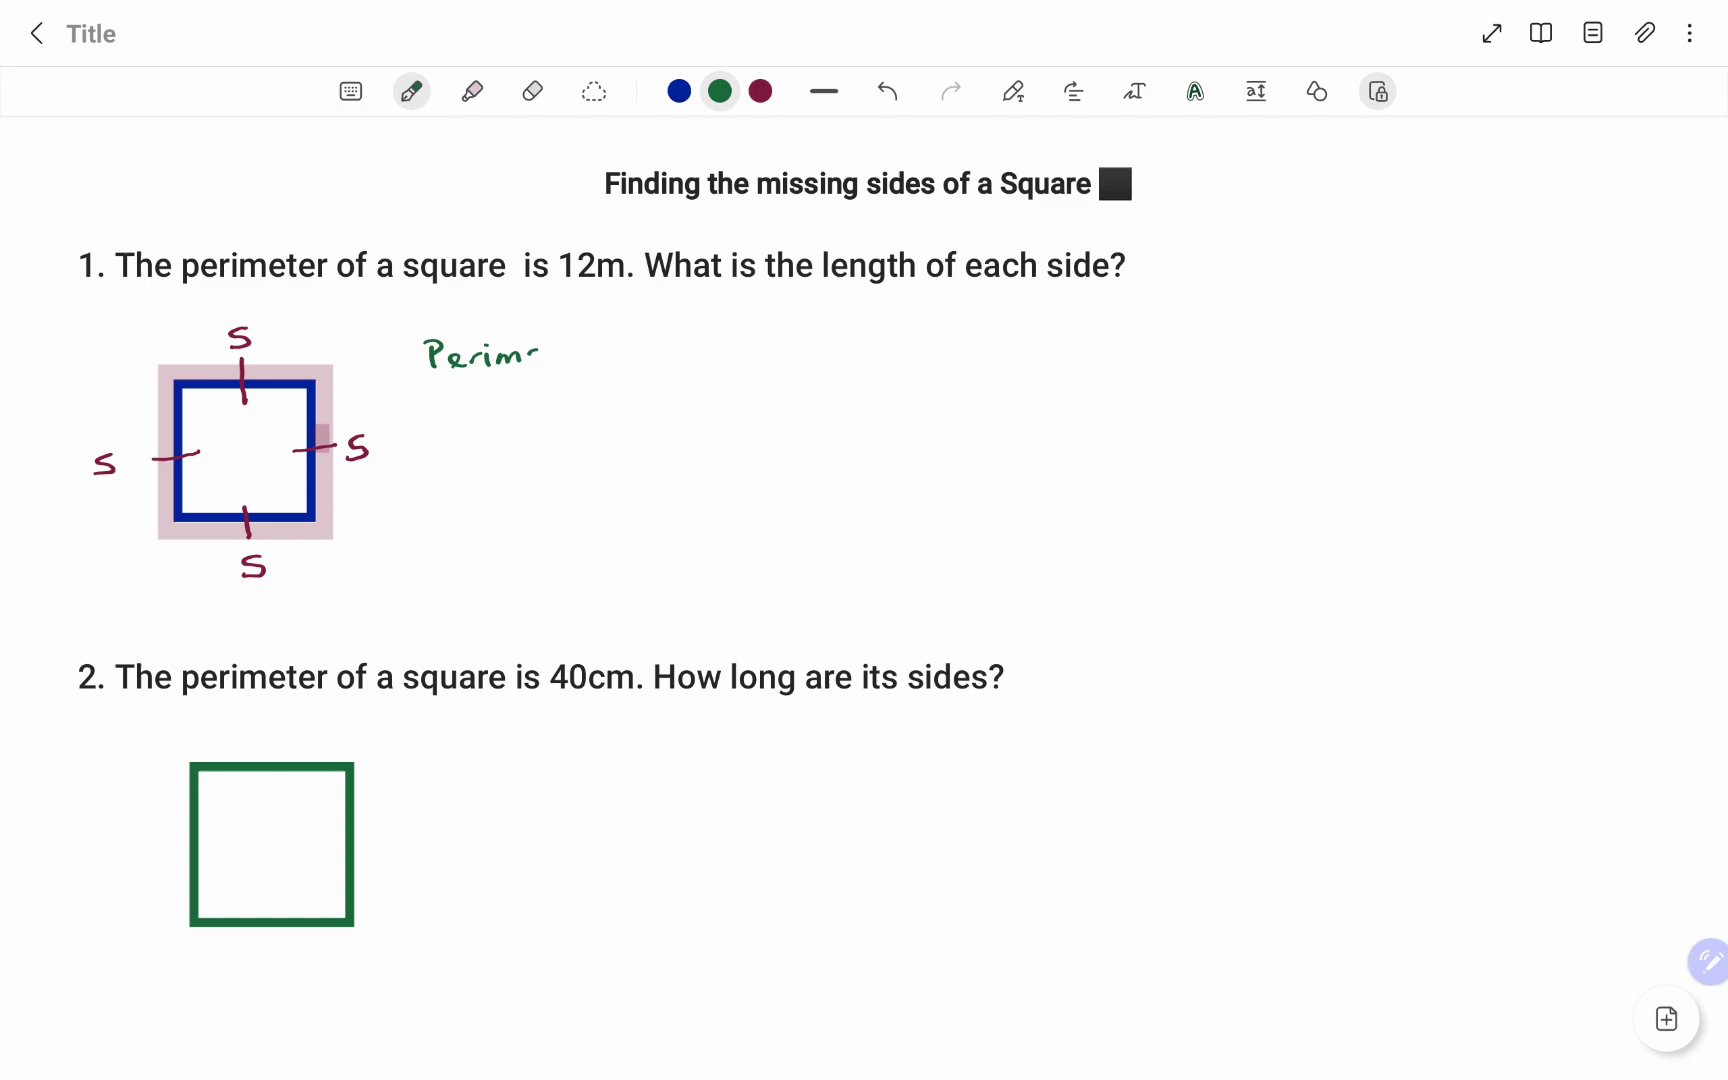 Title
Finding the missing sides of a Square
1. The perimeter of a square is 12m. What is the length of each side?
S
Perim
S
S
S
2. The perimeter of a square is 40cm. How long are its sides?